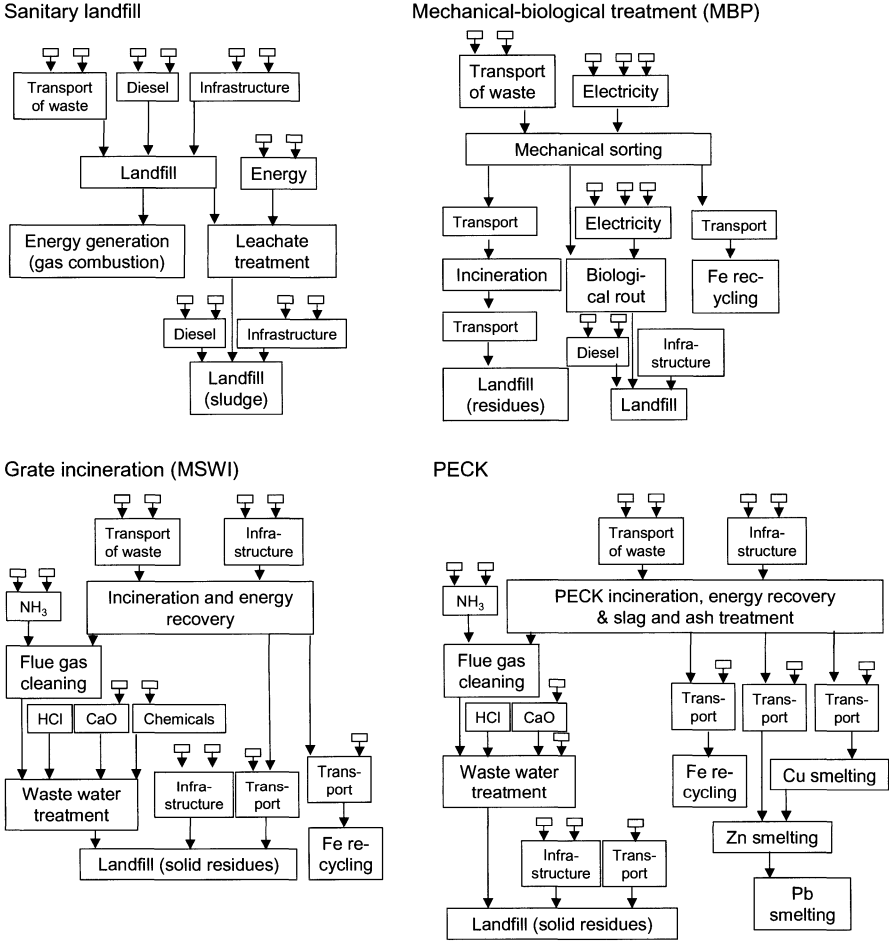 Sanitary landfill
Transport
of waste
Diesel
Infrastructure
Landfill
Energy
Energy generation
(gas combustion)
Leachate
treatment
Diesel
Infrastructure
Landfill
(sludge)
Mechanical-biological treatment (MBP)
Transport
of waste
Electricity
Mechanical sorting
Transport
Electricity
Transport
Incineration
Biologi-
cal rout
Fe rec-
ycling
Transport
Diesel
Infra-
structure
Landfill
(residues)
Landfill
Grate incineration (MSWI)
Transport
of waste
Infra-
structure
NH3
Incineration and energy
recovery
Flue gas
cleaning
HCl
CaO
Chemicals
Waste water
treatment
Infra-
structure
Trans-
port
Trans-
port
Landfill (solid residues)
Fe re-
cycling
PECK
Transport
of waste
Infra-
structure
NH3
PECK incineration, energy recovery
& slag and ash treatment
Flue gas
cleaning
HCl
CaO
Trans-
port
Trans-
port
Trans-
port
Waste water
treatment
Fe re-
cycling
Cu smelting
Zn smelting
Infra-
structure
Trans-
port
Pb
smelting
Landfill (solid residues)